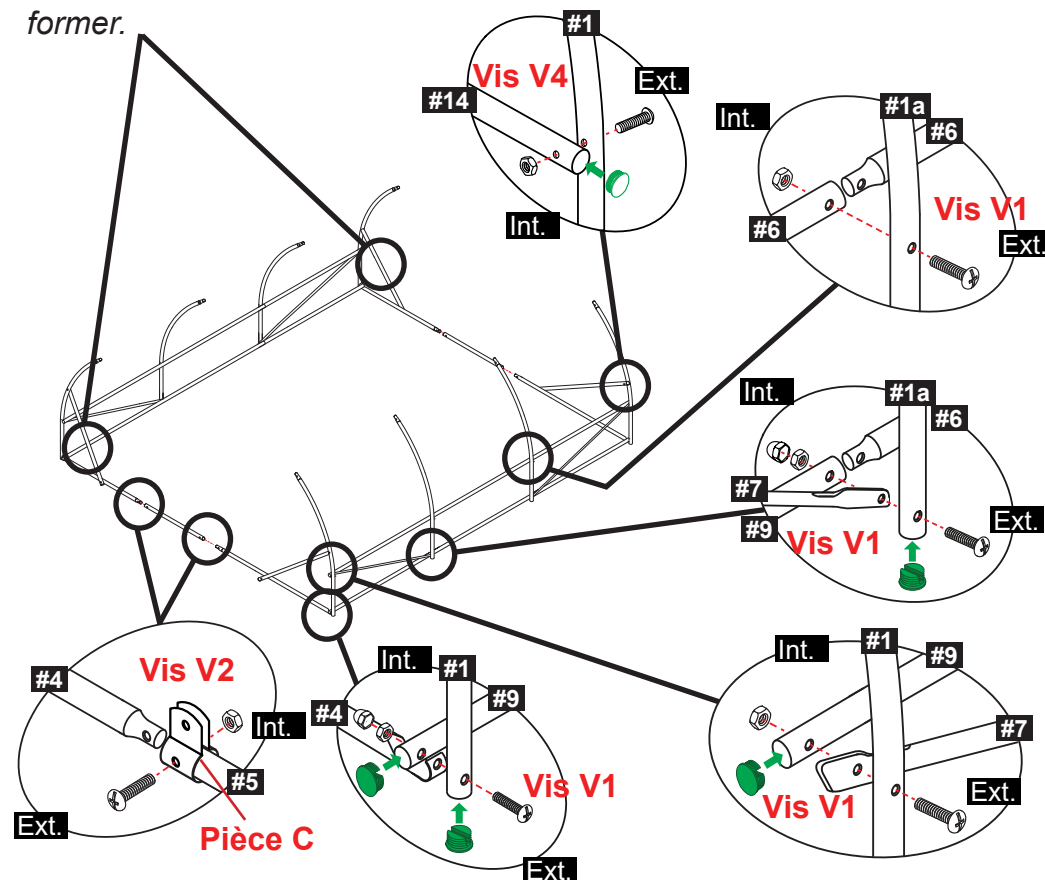 former.
#1
Vis V4
Ext.
#14
Int.
Int.
#1a
#6
Vis V1
#6
Ext.
Int.
#1a
#6
#7
#9
Vis V1
Ext.
#4
Vis V2
Int.
#5
Ext.
Pièce C
Int.
#1
#9
#4
Vis V1
Ext.
Int.
#1
#9
#7
Vis V1
Ext.